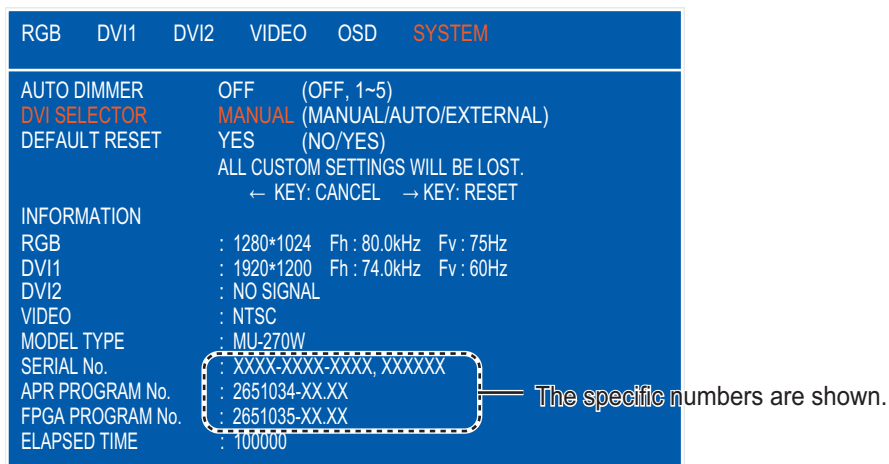 RGB DVI1 DVI2 VIDEO OSD SYSTEM
AUTO DIMMER OFF (OFF, 1~5)
DVI SELECTOR MANUAL (MANUAL/AUTO/EXTERNAL)
DEFAULT RESET YES (NO/YES)
ALL CUSTOM SETTINGS WILL BE LOST.
← KEY: CANCEL → KEY: RESET
INFORMATION
RGB : 1280*1024 Fh : 80.0kHz Fv : 75Hz
DVI1 : 1920*1200 Fh : 74.0kHz Fv : 60Hz
DVI2 : NO SIGNAL
VIDEO : NTSC
MODEL TYPE : MU-270W
SERIAL No. : XXXX-XXXX-XXXX, XXXXXX
APR PROGRAM No. : 2651034-XX.XX
FPGA PROGRAM No. : 2651035-XX.XX
ELAPSED TIME : 100000
The specific numbers are shown.